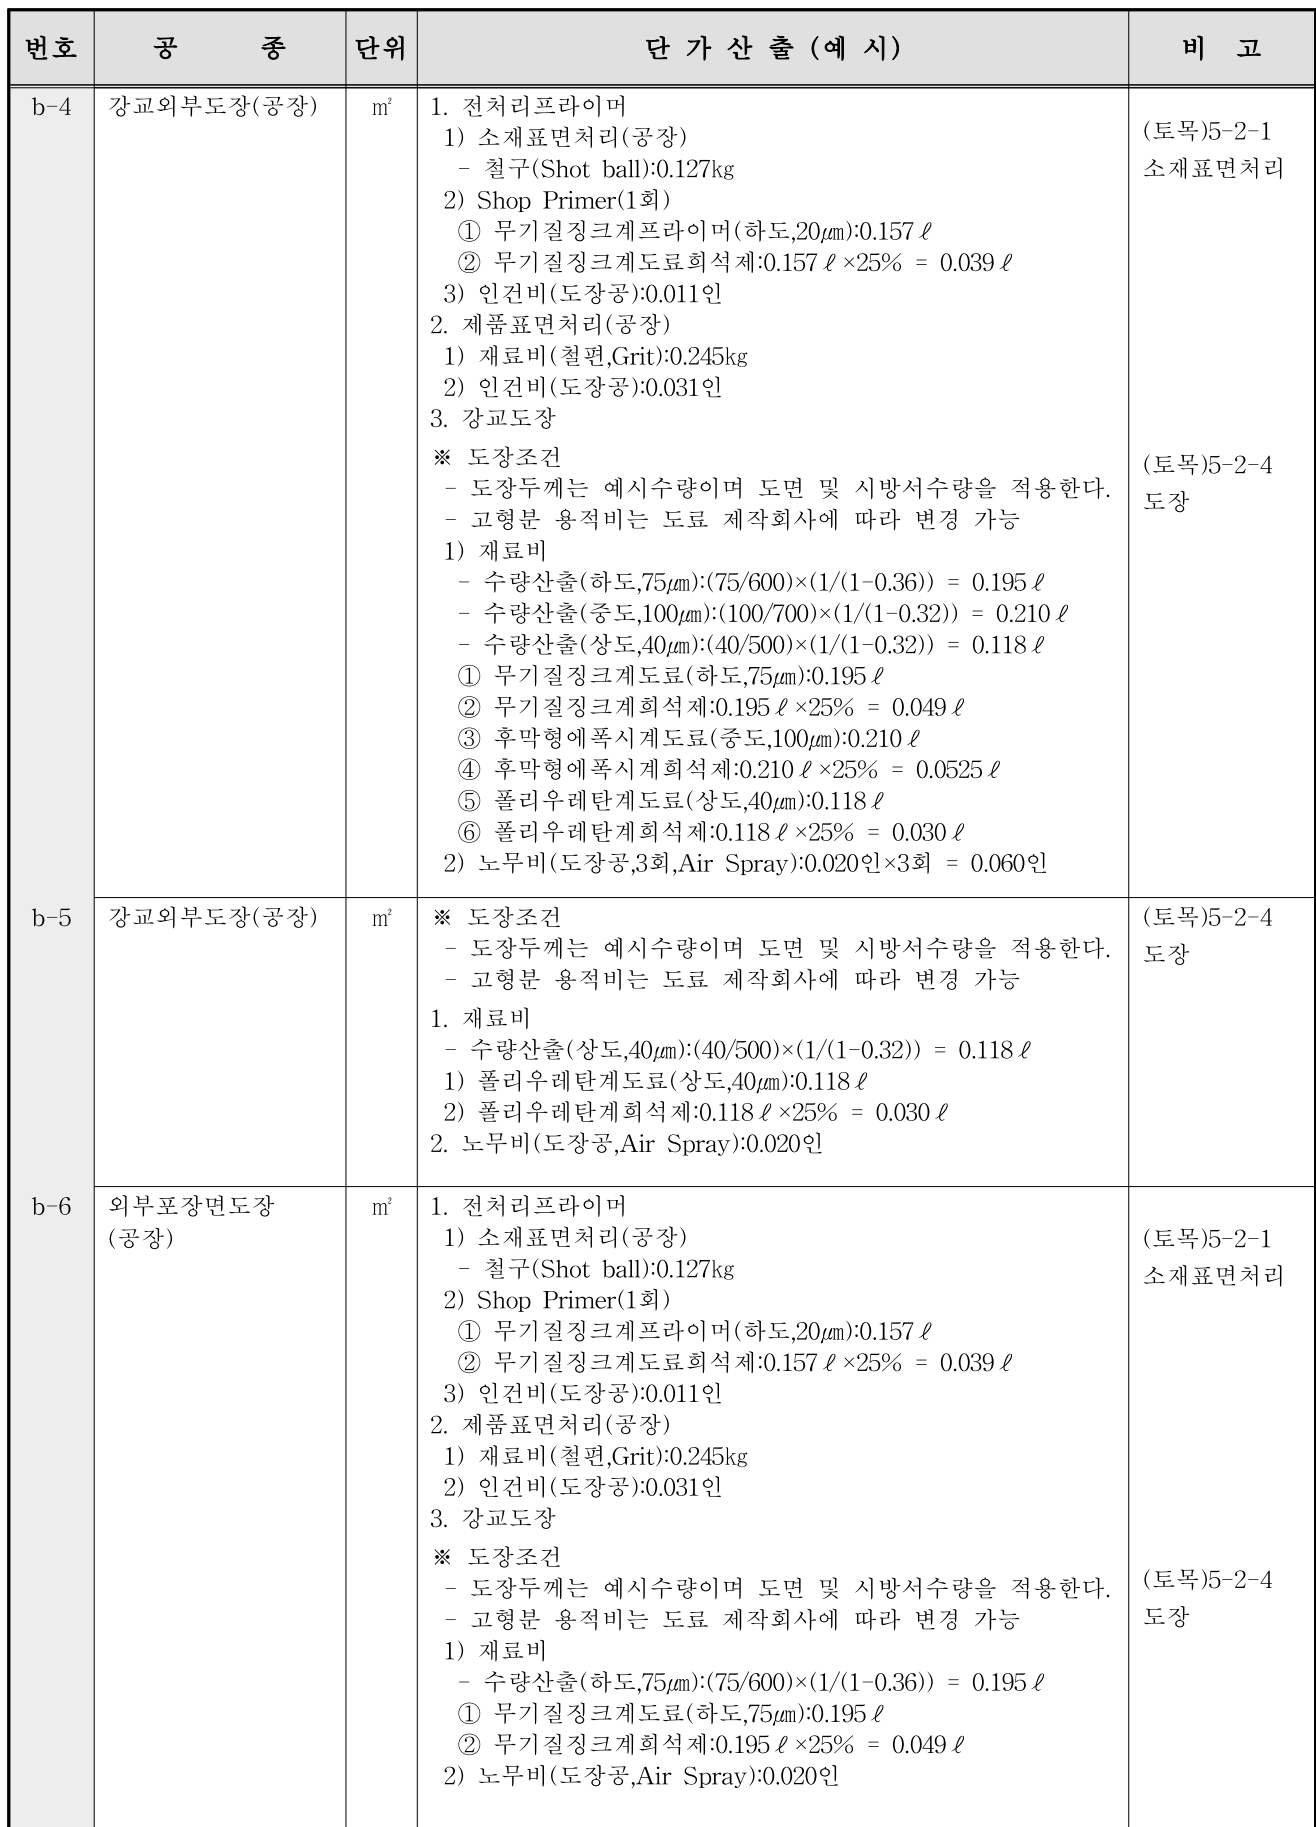 번호 공 종 단위 단 가 산 출 (예 시) 비 고
b-4 강교외부도장(공장) ㎡ 1. 전처리프라이머
1) 소재표면처리(공장) (토목)5-2-1
- 철구(Shot ball):0.127㎏ 소재표면처리
2) Shop Primer(1회)
① 무기질징크계프라이머(하도,20㎛):0.157ℓ
② 무기질징크계도료희석제:0.157ℓ×25% = 0.039ℓ
3) 인건비(도장공):0.011인
2. 제품표면처리(공장)
1) 재료비(철편,Grit):0.245㎏
2) 인건비(도장공):0.031인
3. 강교도장
※ 도장조건 (토목)5-2-4
- 도장두께는 예시수량이며 도면 및 시방서수량을 적용한다. 도장
- 고형분 용적비는 도료 제작회사에 따라 변경 가능
1) 재료비
- 수량산출(하도,75㎛):(75/600)×(1/(1-0.36)) = 0.195ℓ
- 수량산출(중도,100㎛):(100/700)×(1/(1-0.32)) = 0.210ℓ
- 수량산출(상도,40㎛):(40/500)×(1/(1-0.32)) = 0.118ℓ
① 무기질징크계도료(하도,75㎛):0.195ℓ
② 무기질징크계희석제:0.195ℓ×25% = 0.049ℓ
③ 후막형에폭시계도료(중도,100㎛):0.210ℓ
④ 후막형에폭시계희석제:0.210ℓ×25% = 0.0525ℓ
⑤ 폴리우레탄계도료(상도,40㎛):0.118ℓ
⑥ 폴리우레탄계희석제:0.118ℓ×25% = 0.030ℓ
2) 노무비(도장공,3회,Air Spray):0.020인×3회 = 0.060인
b-5 강교외부도장(공장) ㎡ ※ 도장조건 (토목)5-2-4
- 도장두께는 예시수량이며 도면 및 시방서수량을 적용한다. 도장
- 고형분 용적비는 도료 제작회사에 따라 변경 가능
1. 재료비
- 수량산출(상도,40㎛):(40/500)×(1/(1-0.32)) = 0.118ℓ
1) 폴리우레탄계도료(상도,40㎛):0.118ℓ
2) 폴리우레탄계희석제:0.118ℓ×25% = 0.030ℓ
2. 노무비(도장공,Air Spray):0.020인
b-6 외부포장면도장 ㎡ 1. 전처리프라이머
(공장) 1) 소재표면처리(공장) (토목)5-2-1
- 철구(Shot ball):0.127㎏ 소재표면처리
2) Shop Primer(1회)
① 무기질징크계프라이머(하도,20㎛):0.157ℓ
② 무기질징크계도료희석제:0.157ℓ×25% = 0.039ℓ
3) 인건비(도장공):0.011인
2. 제품표면처리(공장)
1) 재료비(철편,Grit):0.245㎏
2) 인건비(도장공):0.031인
3. 강교도장
※ 도장조건
- 도장두께는 예시수량이며 도면 및 시방서수량을 적용한다. (토목)5-2-4
- 고형분 용적비는 도료 제작회사에 따라 변경 가능 도장
1) 재료비
- 수량산출(하도,75㎛):(75/600)×(1/(1-0.36)) = 0.195ℓ
① 무기질징크계도료(하도,75㎛):0.195ℓ
② 무기질징크계희석제:0.195ℓ×25% = 0.049ℓ
2) 노무비(도장공,Air Spray):0.020인